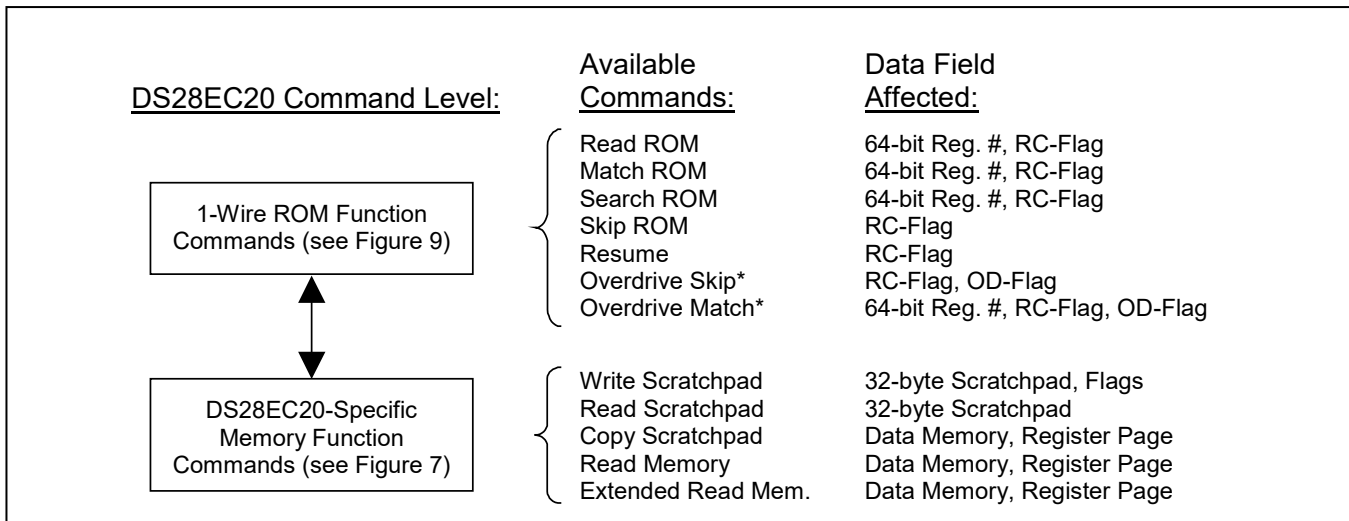 DS28EC20 Command Level:
Available
Commands:
Data Field
Affected:
1-Wire ROM Function
Commands (see Figure 9)
Read ROM 64-bit Reg. #, RC-Flag
Match ROM 64-bit Reg. #, RC-Flag
Search ROM 64-bit Reg. #, RC-Flag
Skip ROM RC-Flag
Resume RC-Flag
Overdrive Skip* RC-Flag, OD-Flag
Overdrive Match* 64-bit Reg. #, RC-Flag, OD-Flag
DS28EC20-Specific
Memory Function
Commands (see Figure 7)
Write Scratchpad 32-byte Scratchpad, Flags
Read Scratchpad 32-byte Scratchpad
Copy Scratchpad Data Memory, Register Page
Read Memory Data Memory, Register Page
Extended Read Mem. Data Memory, Register Page